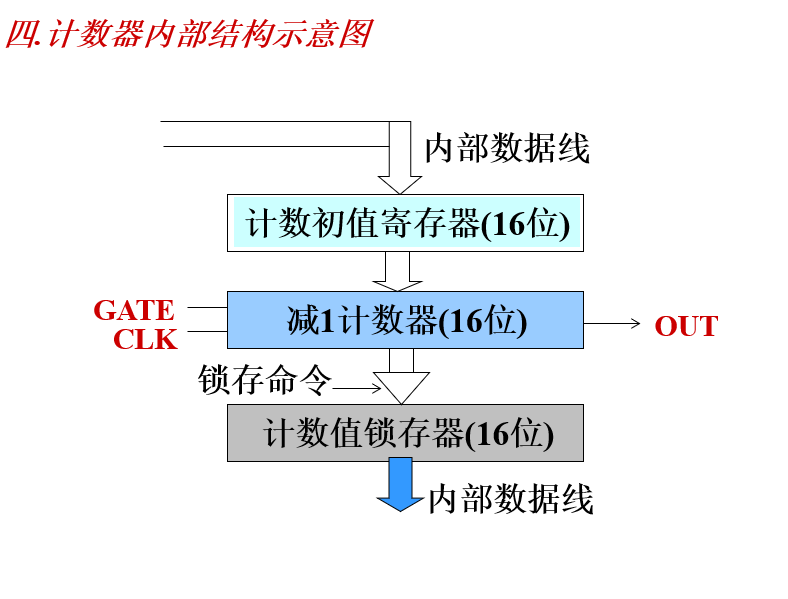 四.计数器内部结构示意图
内部数据线
计数初值寄存器(16位)
GATE
CLK
减1计数器(16位)
OUT
锁存命令
计数值锁存器(16位)
内部数据线